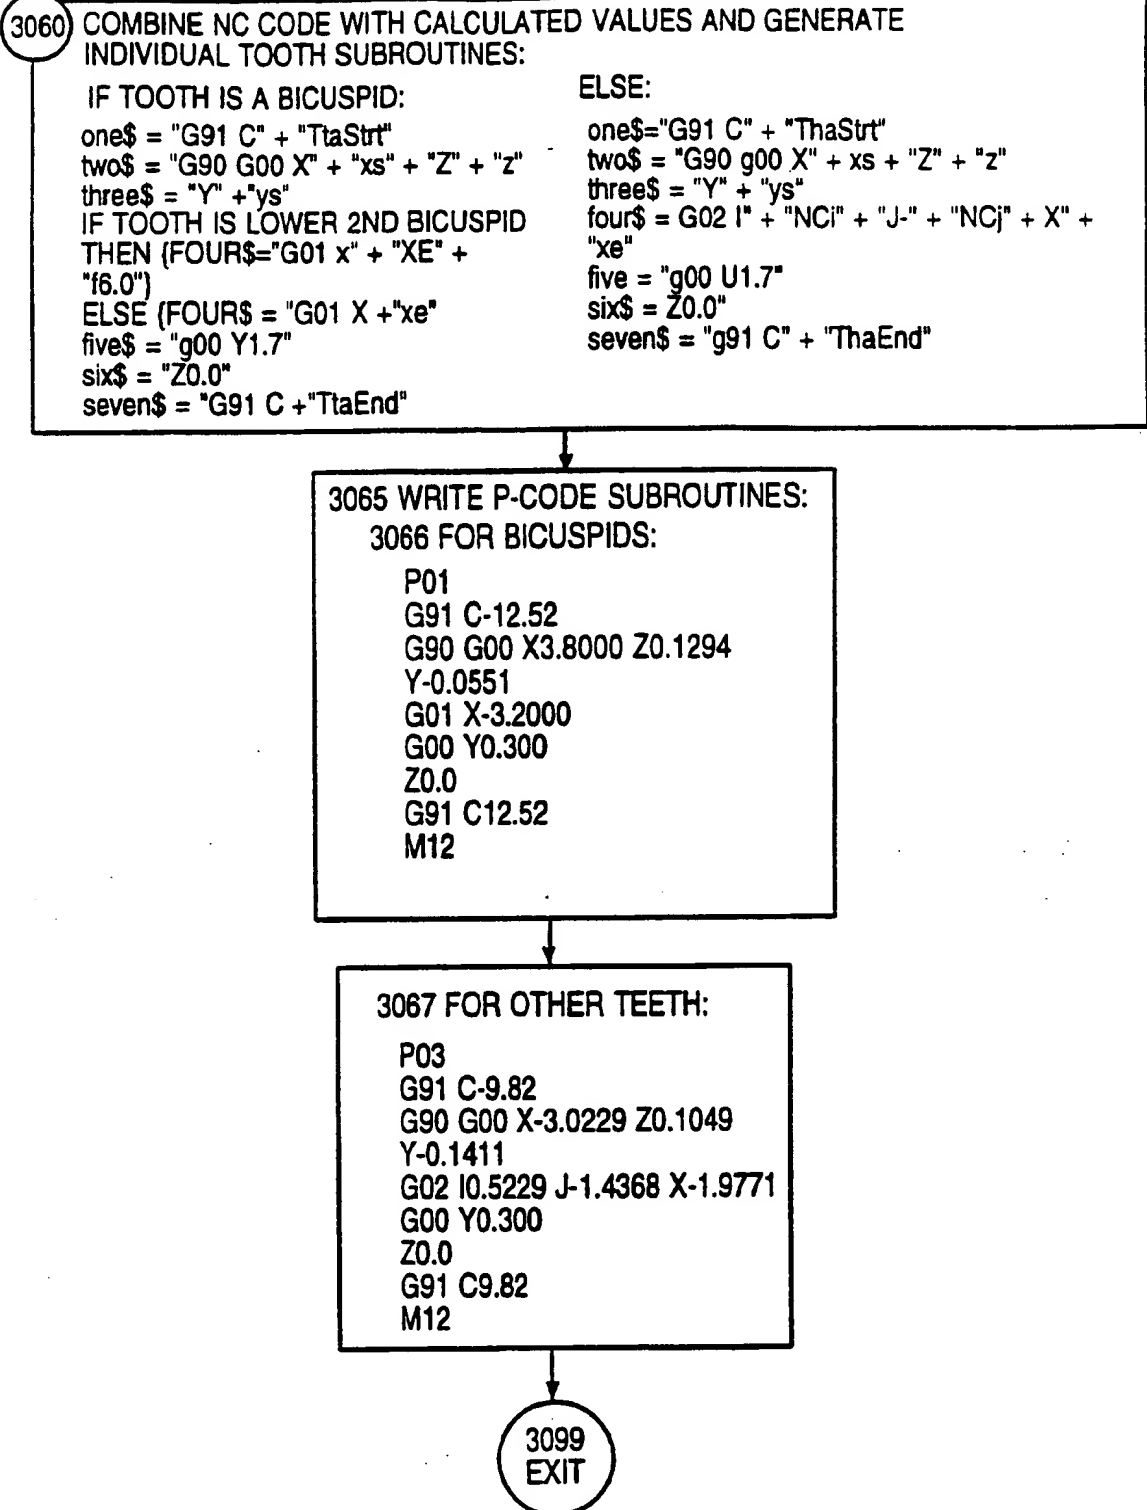 3060 COMBINE NC CODE WITH CALCULATED VALUES AND GENERATE
INDIVIDUAL TOOTH SUBROUTINES:
IF TOOTH IS A BICUSPID:
one$ = "G91 C" + "TtaStrt"
two$ = "G90 G00 X" + "xs" + "Z" + "z"
three$ = "Y" +"ys"
IF TOOTH IS LOWER 2ND BICUSPID
THEN (FOUR$="G01 x" + "XE" +
"f6.0")
ELSE (FOUR$ = "G01 X +"xe"
five$ = "g00 Y1.7"
six$ = "Z0.0"
seven$ = "G91 C +"TtaEnd"
ELSE:
one$="G91 C" + "ThaStrt"
two$ = "G90 g00 X" + xs + "Z" + "z"
three$ = "Y" + "ys"
four$ = G02 I" + "NCi" + "J-" + "NCj" + X" +
"xe"
five = "g00 U1.7"
six$ = Z0.0"
seven$ = "g91 C" + "ThaEnd"
3065 WRITE P-CODE SUBROUTINES:
3066 FOR BICUSPIDS:
P01
G91 C-12.52
G90 G00 X3.8000 Z0.1294
Y-0.0551
G01 X-3.2000
G00 Y0.300
Z0.0
G91 C12.52
M12
3067 FOR OTHER TEETH:
P03
G91 C-9.82
G90 G00 X-3.0229 Z0.1049
Y-0.1411
G02 I0.5229 J-1.4368 X-1.9771
G00 Y0.300
Z0.0
G91 C9.82
M12
3099
EXIT